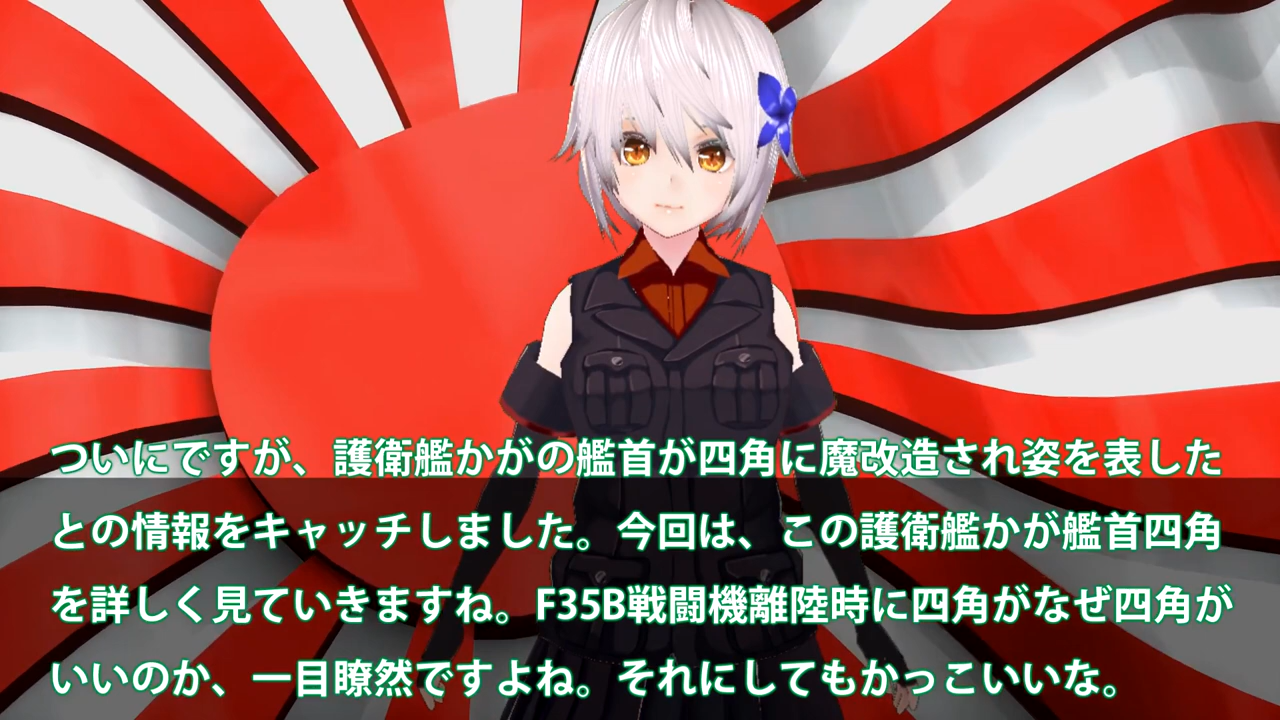 ついにですが、護衛艦かがの艦首が四角に魔改造され姿を表した
との情報をキャッチしました。今回は、この護衛艦かが艦首四角
を詳しく見ていきますね。F35B戦闘機離陸時に四角がなぜ四角が
いいのか、一目瞭然ですよね。それにしてもかっこいいな。